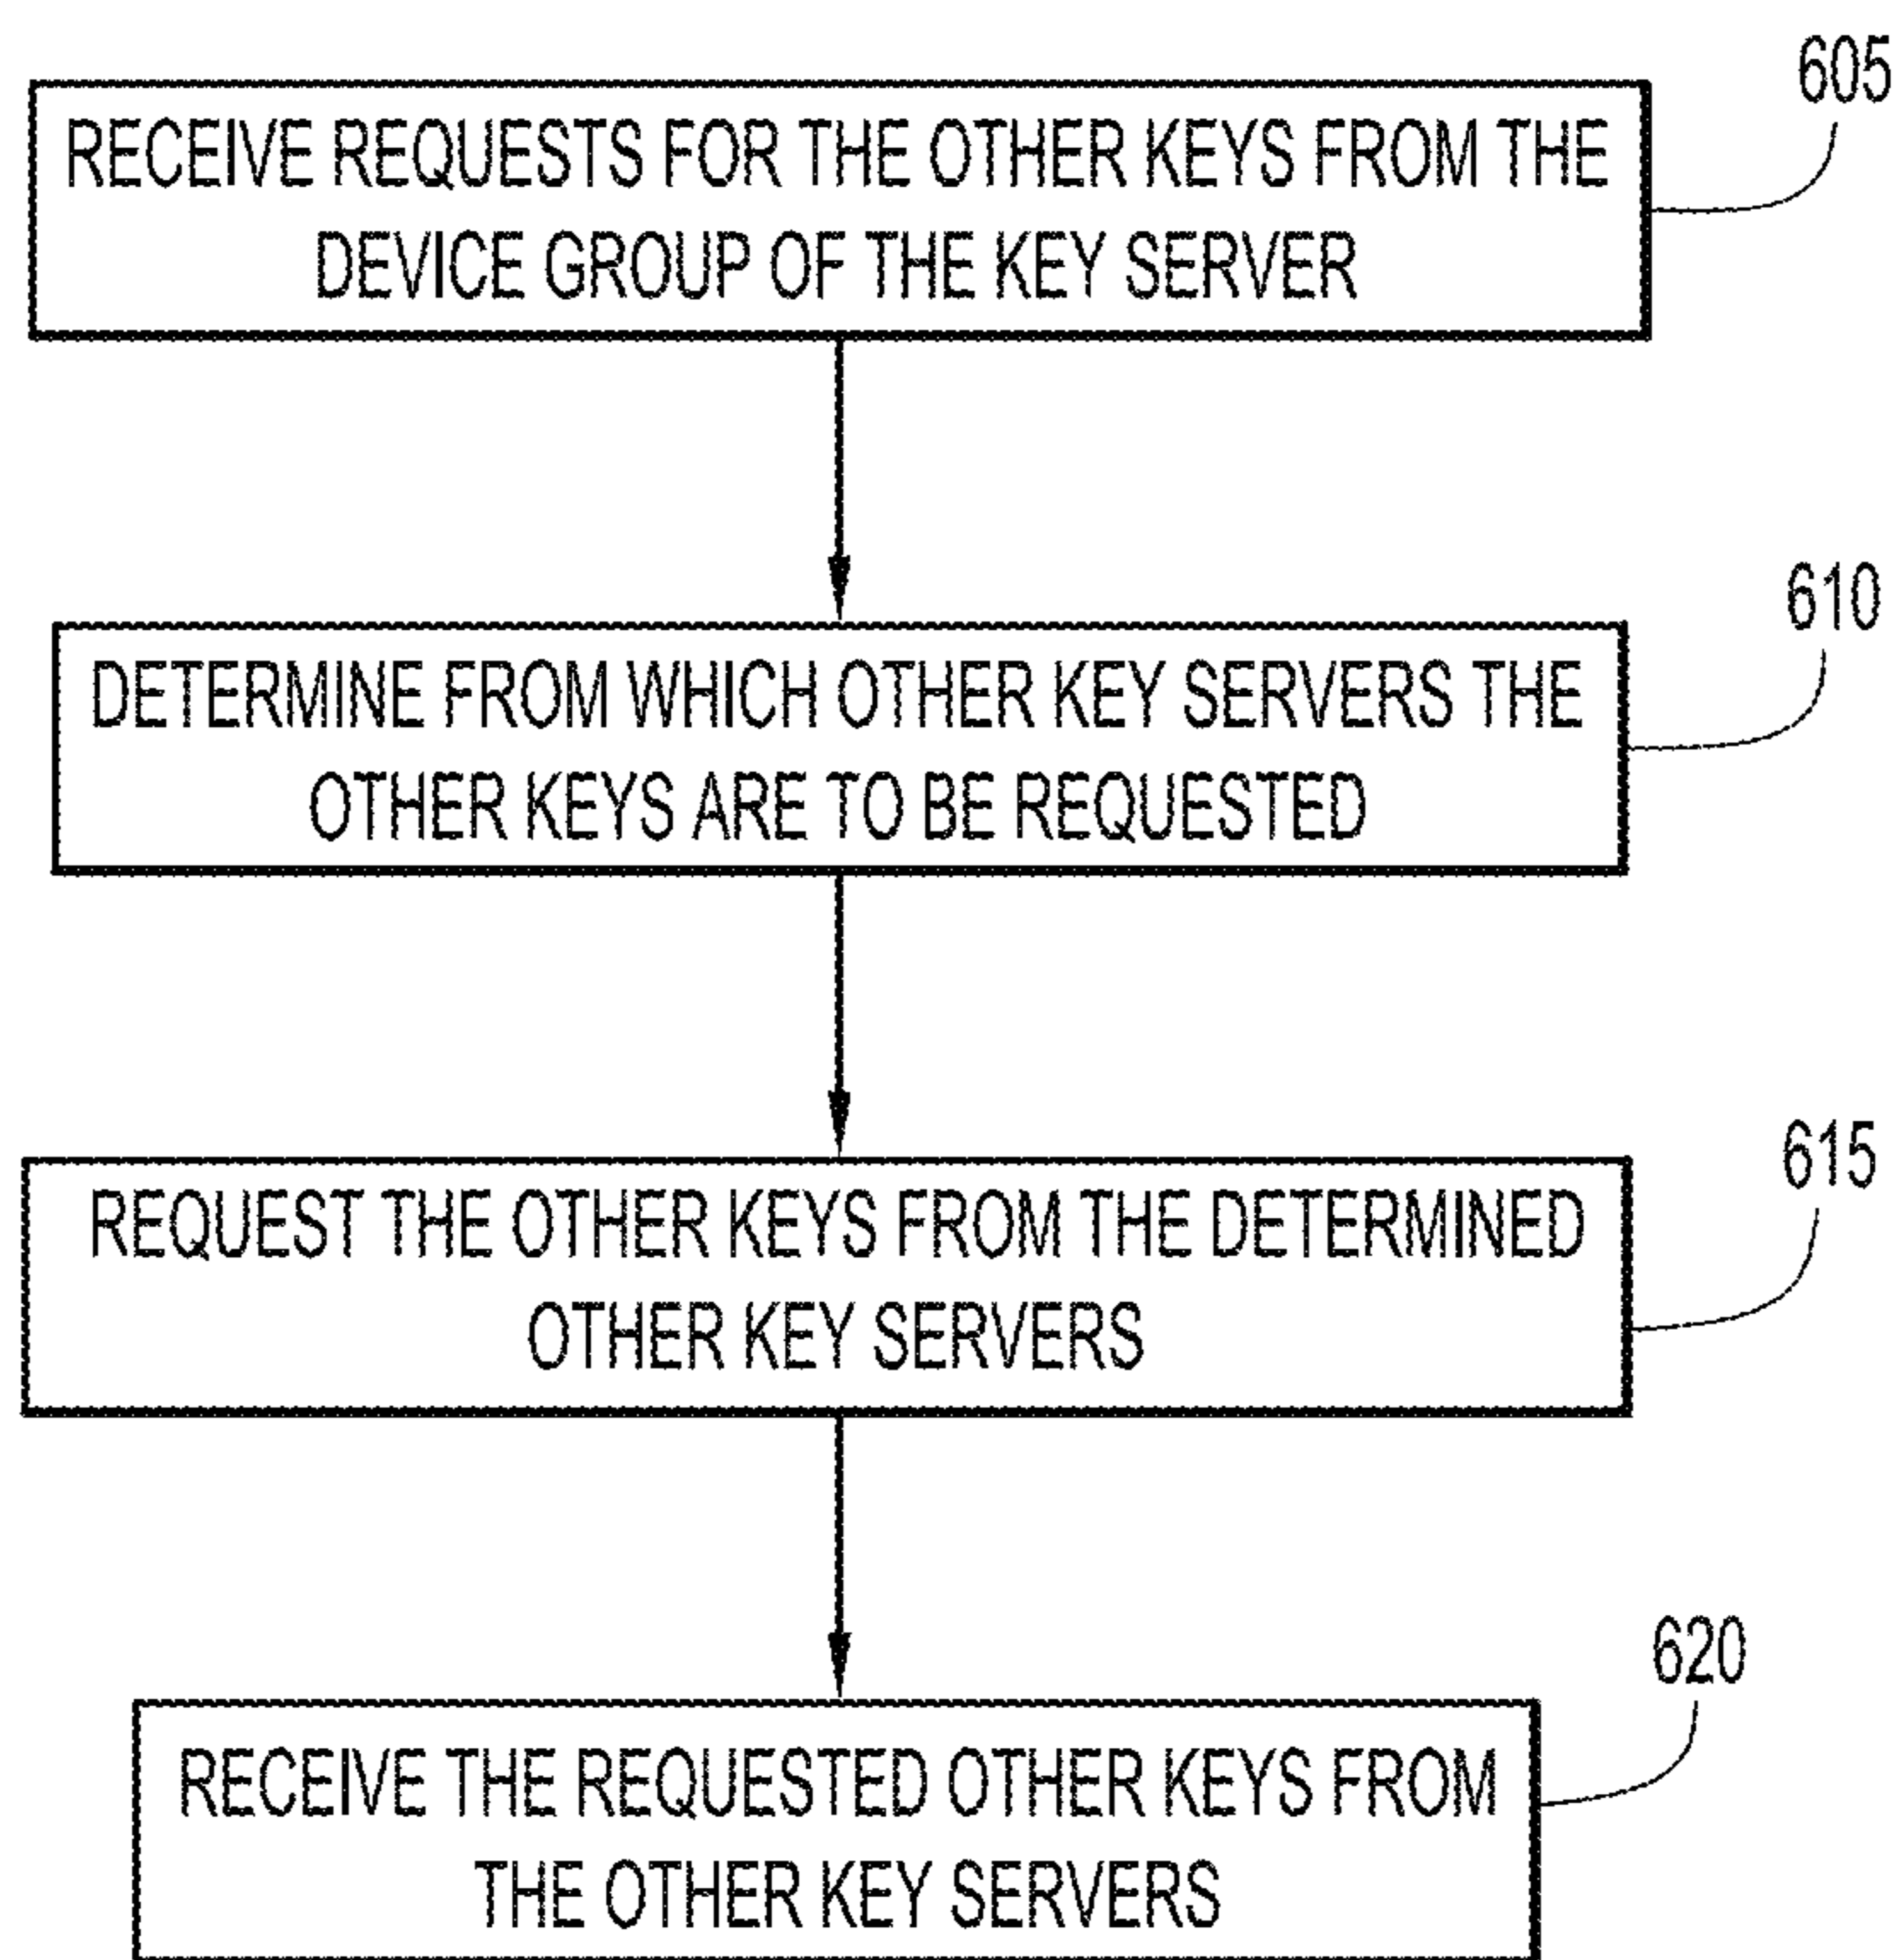 605
RECEIVE REQUESTS FOR THE OTHER KEYS FROM THE
DEVICE GROUP OF THE KEY SERVER
610
DETERMINE FROM WHICH OTHER KEY SERVERS THE
OTHER KEYS ARE TO BE REQUESTED
615
REQUEST THE OTHER KEYS FROM THE DETERMINED
OTHER KEY SERVERS
620
RECEIVE THE REQUESTED OTHER KEYS FROM
THE OTHER KEY SERVERS